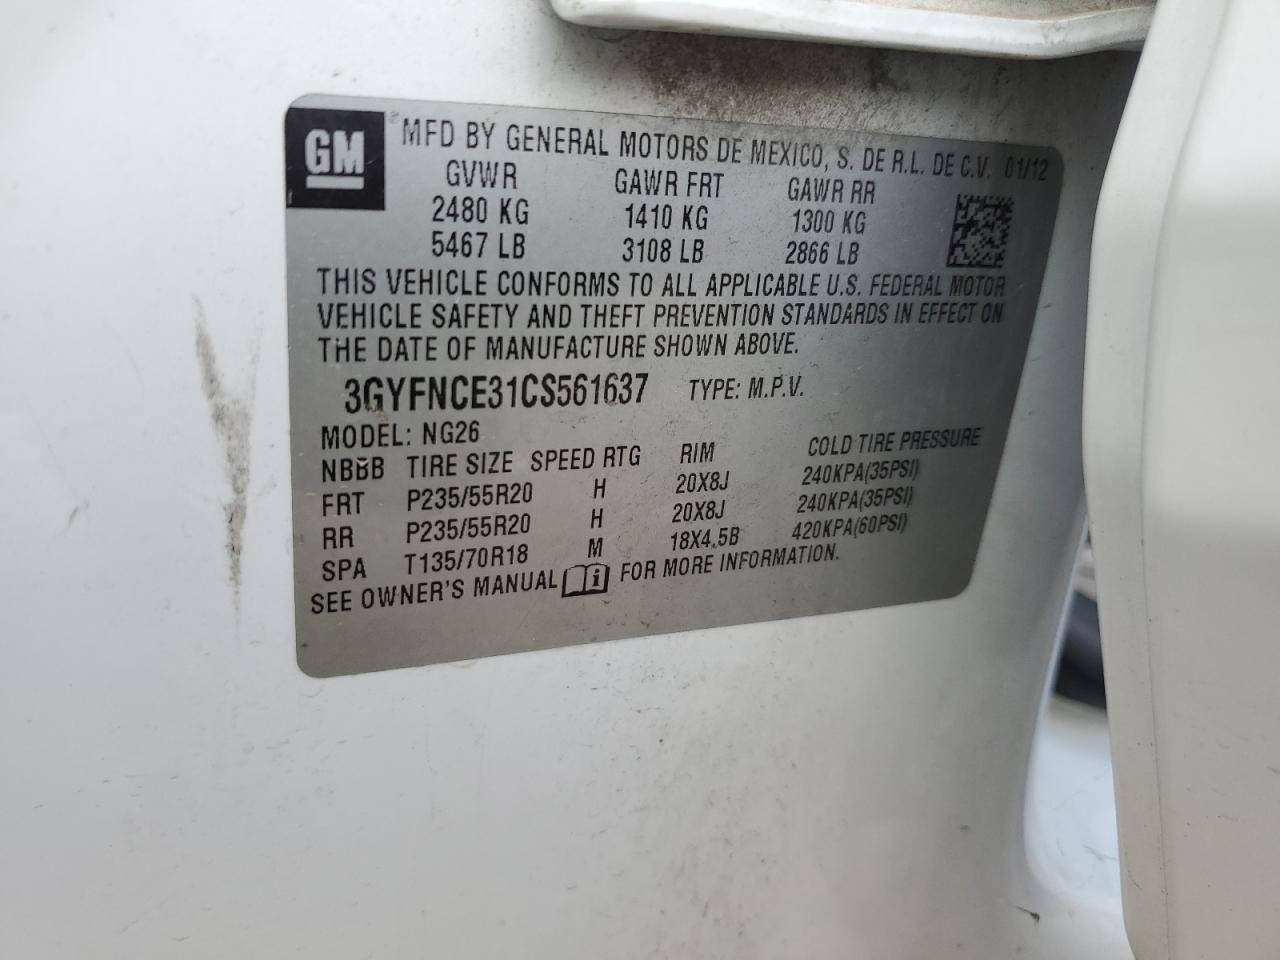 GM
MFD BY GENERAL MOTORS DE MEXICO, S. DE R.L. DE C.V. 01/12
GVWR GAWR FRT GAWR RR
2480 KG 1410 KG 1300 KG
5467 LB 3108 LB 2866 LB
THIS VEHICLE CONFORMS TO ALL APPLICABLE U.S. FEDERAL MOTOR
VEHICLE SAFETY AND THEFT PREVENTION STANDARDS IN EFFECT ON
THE DATE OF MANUFACTURE SHOWN ABOVE.
3GYFNCE31CS561637 TYPE: M.P.V.
MODEL: NG26
TIRE SIZE SPEED RTG RIM COLD TIRE PRESSURE
FRT P235/55R20 H 20X8J 240KPA(35PSI)
RR P235/55R20 H 20X8J 240KPA(35PSI)
SPA T135/70R18 M 18X4.5B 420KPA(60PSI)
SEE OWNER'S MANUAL FOR MORE INFORMATION.